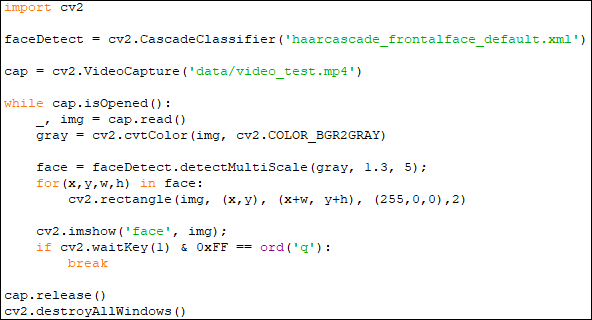 import cv2
faceDetect = cv2.CascadeClassifier('haarcascade_frontalface_default.xml')
cap = cv2.VideoCapture('data/video_test.mp4')
while cap.isOpened():
    _, img = cap.read()
    gray = cv2.cvtColor(img, cv2.COLOR_BGR2GRAY)
    face = faceDetect.detectMultiScale(gray, 1.3, 5);
    for(x,y,w,h) in face:
        cv2.rectangle(img, (x,y), (x+w, y+h), (255,0,0),2)
    cv2.imshow('face', img);
    if cv2.waitKey(1) & 0xFF == ord('q'):
        break
cap.release()
cv2.destroyAllWindows()